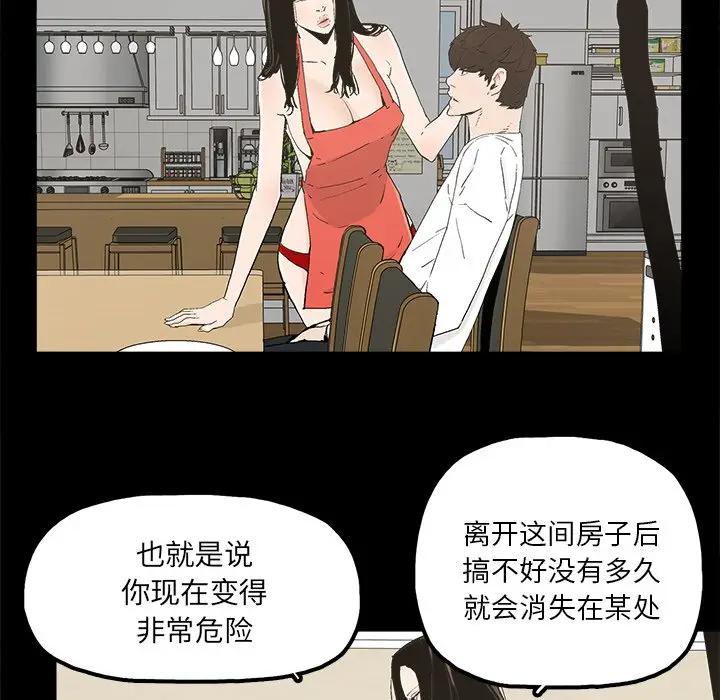 也就是说
你现在变得
非常危险
离开这间房子后
搞不好没有多久
就会消失在某处